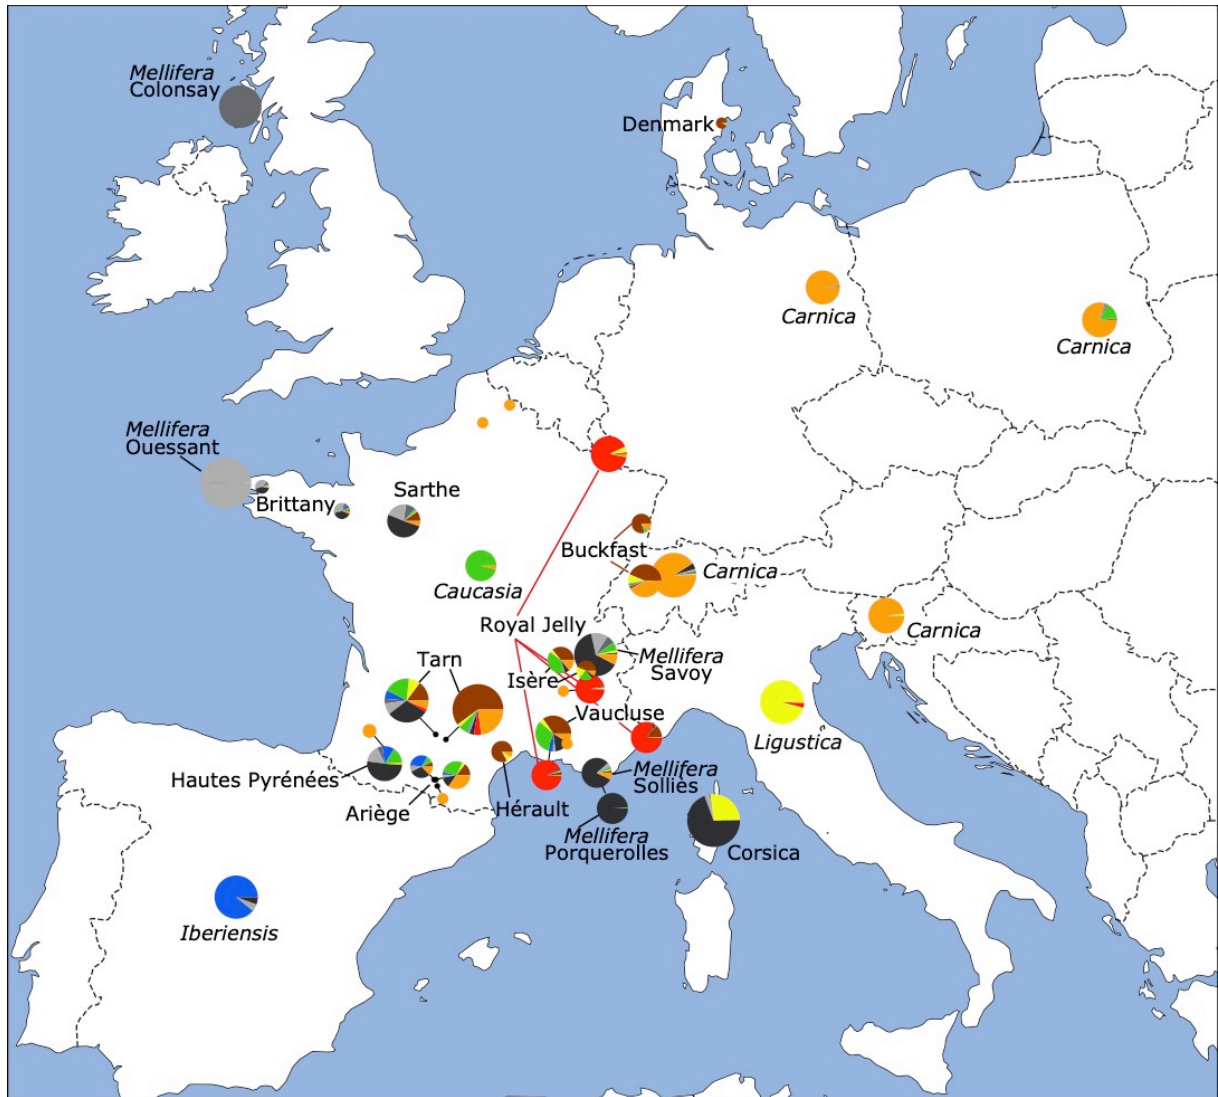 Mellifera
Colonsay
Denmark
Carnica
Carnica
Mellifera
Ouessant
Brittany
Sarthe
Buckfast
Caucasia
Carnica
Royal Jelly
Carnica
Mellifera
Savoy
Tarn
Isère
Vaucluse
Ligustica
Hautes Pyrénées
Mellifera
Sollies
Ariège
Hérault
Mellifera
Porquerolles
Corsica
Iberiensis